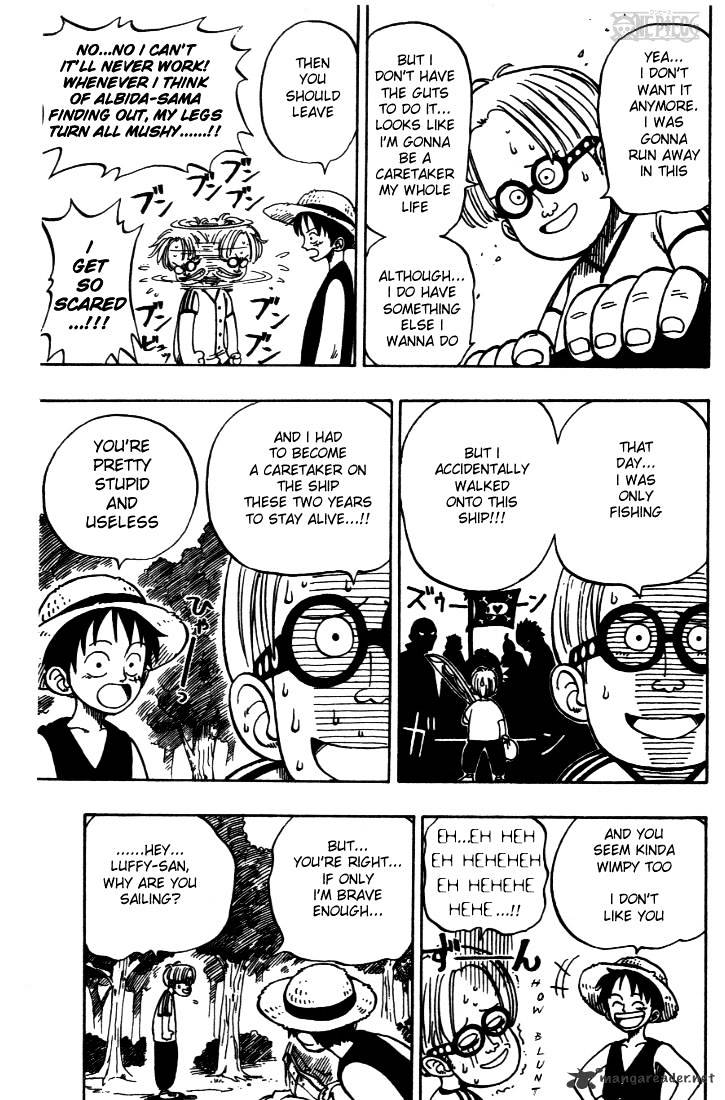 ONE PIECE
YEA...
I DON'T
WANT IT
ANYMORE.
I WAS
GONNA
RUN AWAY
IN THIS
BUT I
DON'T HAVE
THE GUTS
TO DO IT...
LOOKS LIKE
I'M GONNA
BE A
CARETAKER
MY WHOLE
LIFE
ALTHOUGH...
I DO HAVE
SOMETHING
ELSE I
WANNA DO
THEN
YOU
SHOULD
LEAVE
NO...NO I CAN'T
IT'LL NEVER WORK!
WHENEVER I THINK
OF ALBIDA-SAMA
FINDING OUT, MY LEGS
TURN ALL MUSHY......!!
ブン
ブン
ブン
ブン
ブン
I
GET
SO
SCARED
...!!!
THAT
DAY...
I WAS
ONLY
FISHING
BUT I
ACCIDENTALLY
WALKED
ONTO THIS
SHIP!!!
ズゥーーン
AND I HAD
TO BECOME
A CARETAKER ON
THE SHIP
THESE TWO YEARS
TO STAY ALIVE...!!
YOU'RE
PRETTY
STUPID
AND
USELESS
ひゃーっ
AND YOU
SEEM KINDA
WIMPY TOO
I DON'T
LIKE YOU
EH...EH HEH
EH HEHEHEH
EH HEHEHE
HEHE...!!
ずーん
HOW BLUNT
BUT...
YOU'RE RIGHT...
IF ONLY
I'M BRAVE
ENOUGH...
......HEY...
LUFFY-SAN,
WHY ARE YOU
SAILING?
mangareader.net